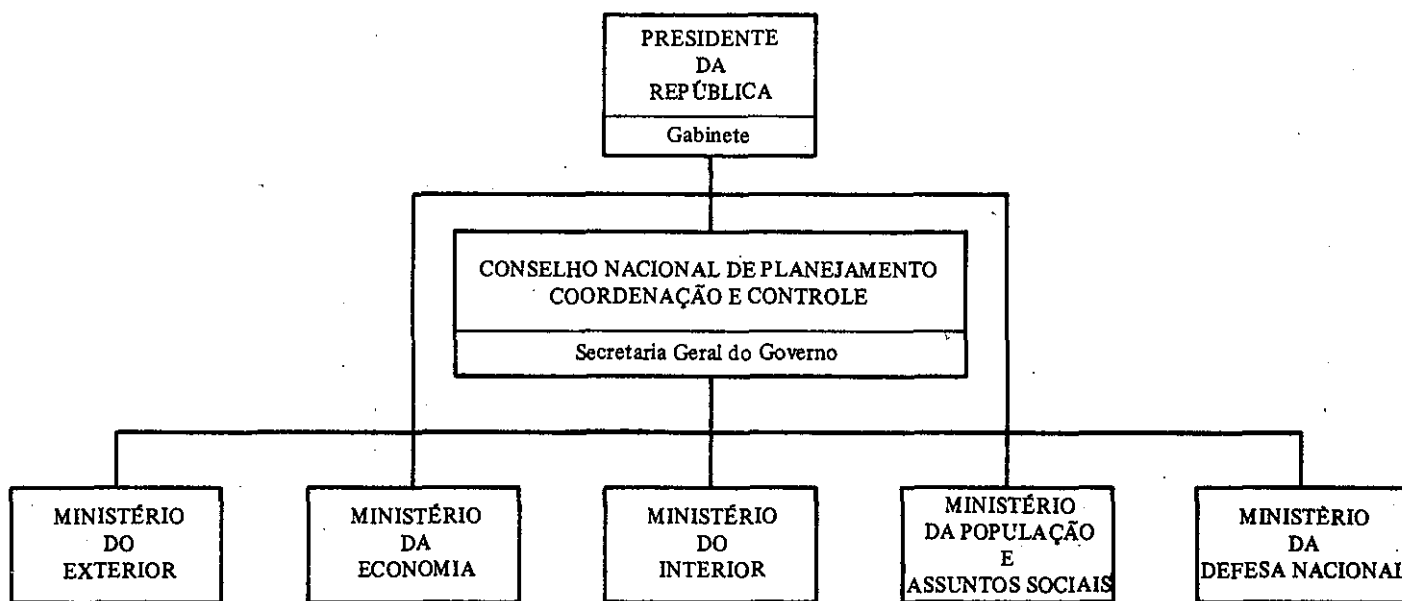 PRESIDENTE
DA
REPÚBLICA
Gabinete
CONSELHO NACIONAL DE PLANEJAMENTO
COORDENAÇÃO E CONTROLE
Secretaria Geral do Governo
MINISTÉRIO
DO
EXTERIOR
MINISTÉRIO
DA
ECONOMIA
MINISTÉRIO
DO
INTERIOR
MINISTÉRIO
DA POPULAÇÃO
E
ASSUNTOS SOCIAIS
MINISTÉRIO
DA
DEFESA NACIONAL